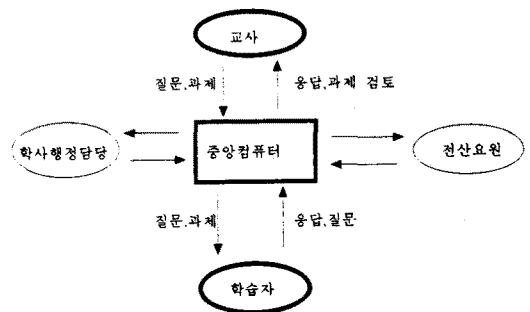 교사
질문,과제 응답,과제 검토
학사행정담당 중앙컴퓨터 전산요원
질문,과제 응답,질문
학습자